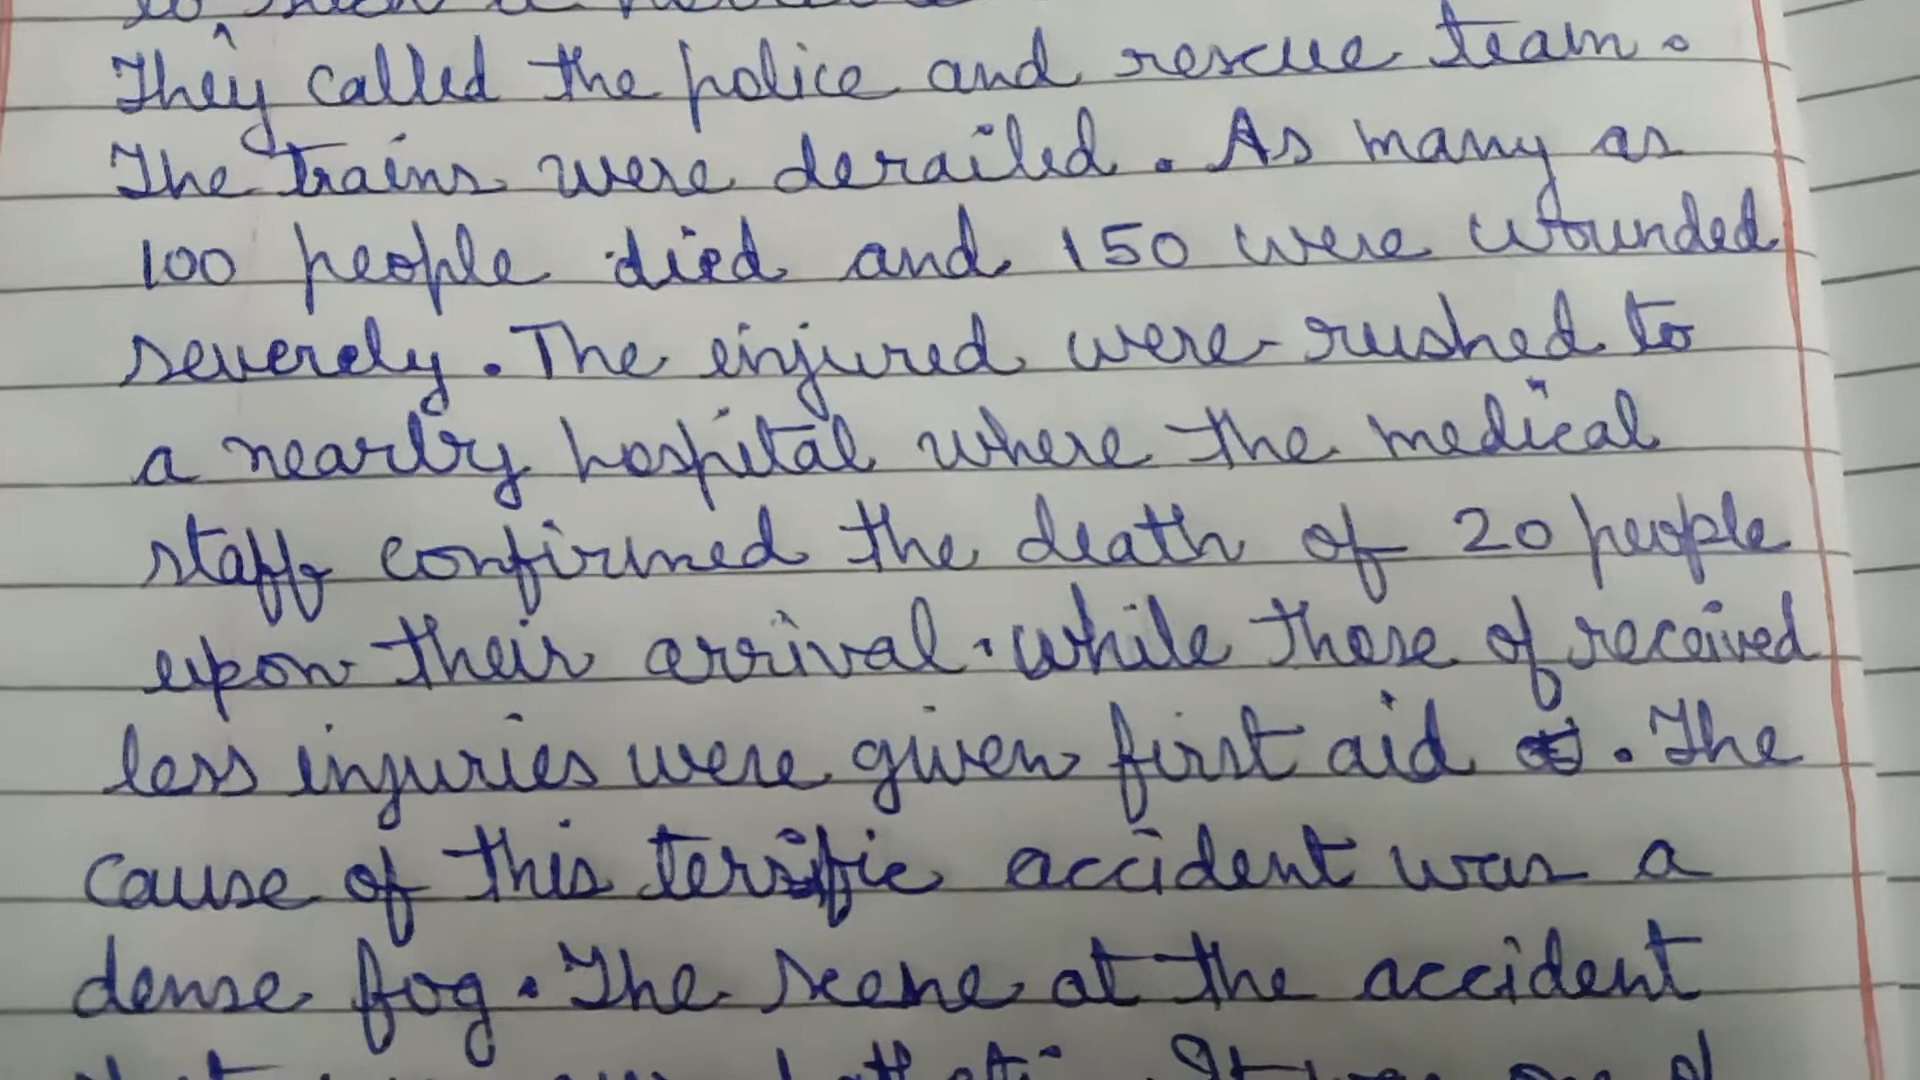 They called the police and rescue team.
The trains were derailed. As many as
100 people died and 150 were wounded
severely. The injured were rushed to
a nearby hospital where the medical
staff confirmed the death of 20 people
upon their arrival. while those of received
less injuries were given first aid . The
cause of this terrific accident was a
dense fog. The scene at the accident